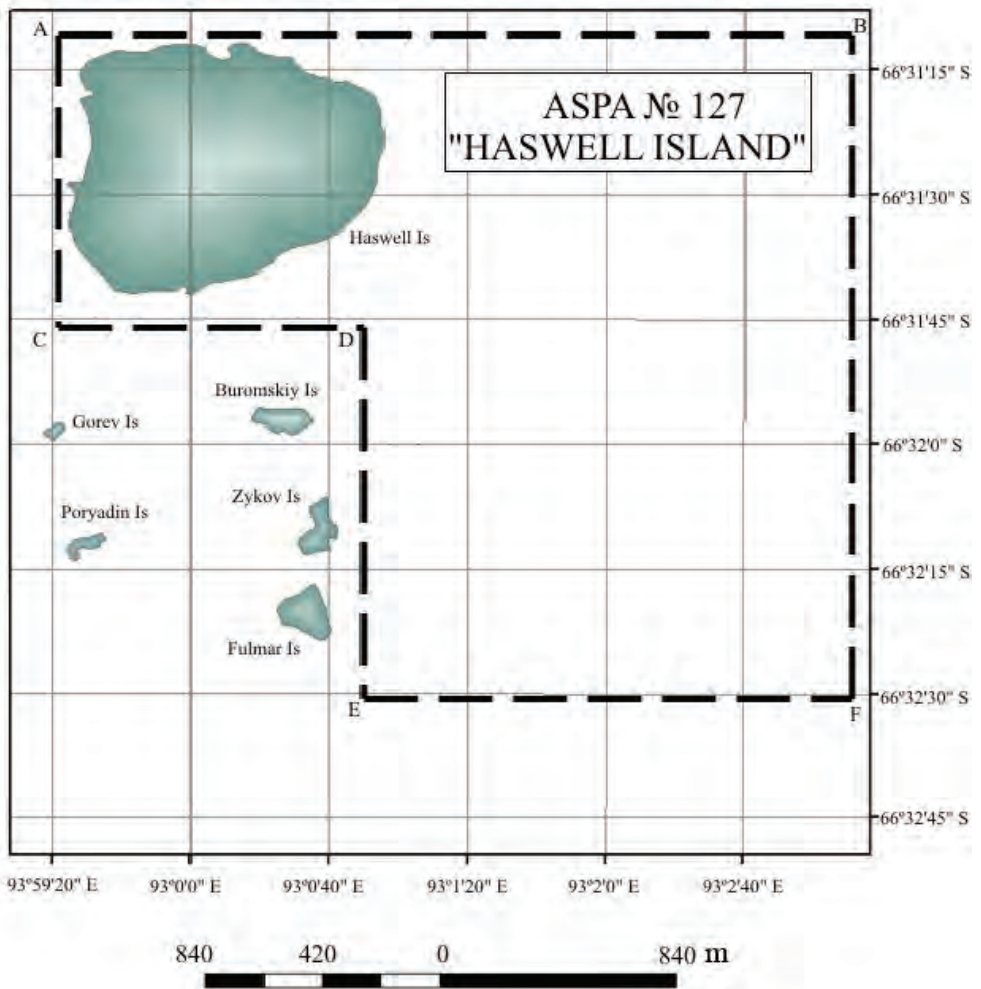 A
B
66°31'15" S
ASPA № 127
"HASWELL ISLAND"
66°31'30" S
Haswell Is
66°31'45" S
C
D
Buromskiy Is
Gorev Is
66°32'0" S
Zykov Is
Poryadin Is
66°32'15" S
Fulmar Is
66°32'30" S
E
F
66°32'45" S
93°59'20" E 93°0'0" E 93°0'40" E 93°1'20" E 93°2'0" E 93°2'40" E
840 420 0 840 m